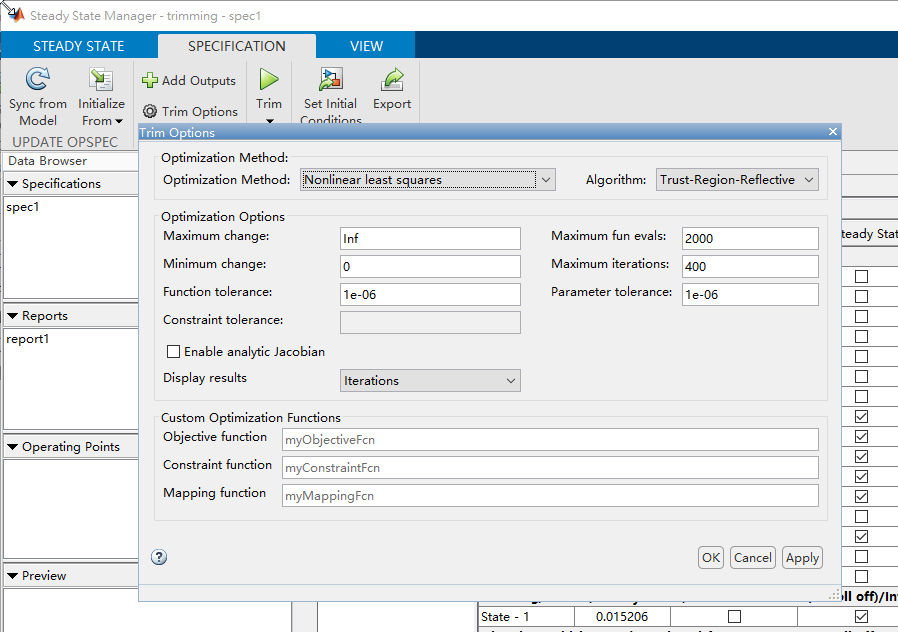 Steady State Manager - trimming - spec1
STEADY STATE
SPECIFICATION
VIEW
Sync from
Model
Initialize
From
Add Outputs
Trim Options
Trim
Set Initial
Conditions
Export
UPDATE OPSPEC
Data Browser
Specifications
spec1
Reports
report1
Operating Points
Preview
Trim Options
Optimization Method:
Optimization Method: Nonlinear least squares Algorithm: Trust-Region-Reflective
Optimization Options
Maximum change: Inf Maximum fun evals: 2000
Minimum change: 0 Maximum iterations: 400
Function tolerance: 1e-06 Parameter tolerance: 1e-06
Constraint tolerance:
Enable analytic Jacobian
Display results Iterations
Custom Optimization Functions
Objective function myObjectiveFcn
Constraint function myConstraintFcn
Mapping function myMappingFcn
OK Cancel Apply
teady Stat
oll off)/In
State - 1 0.015206